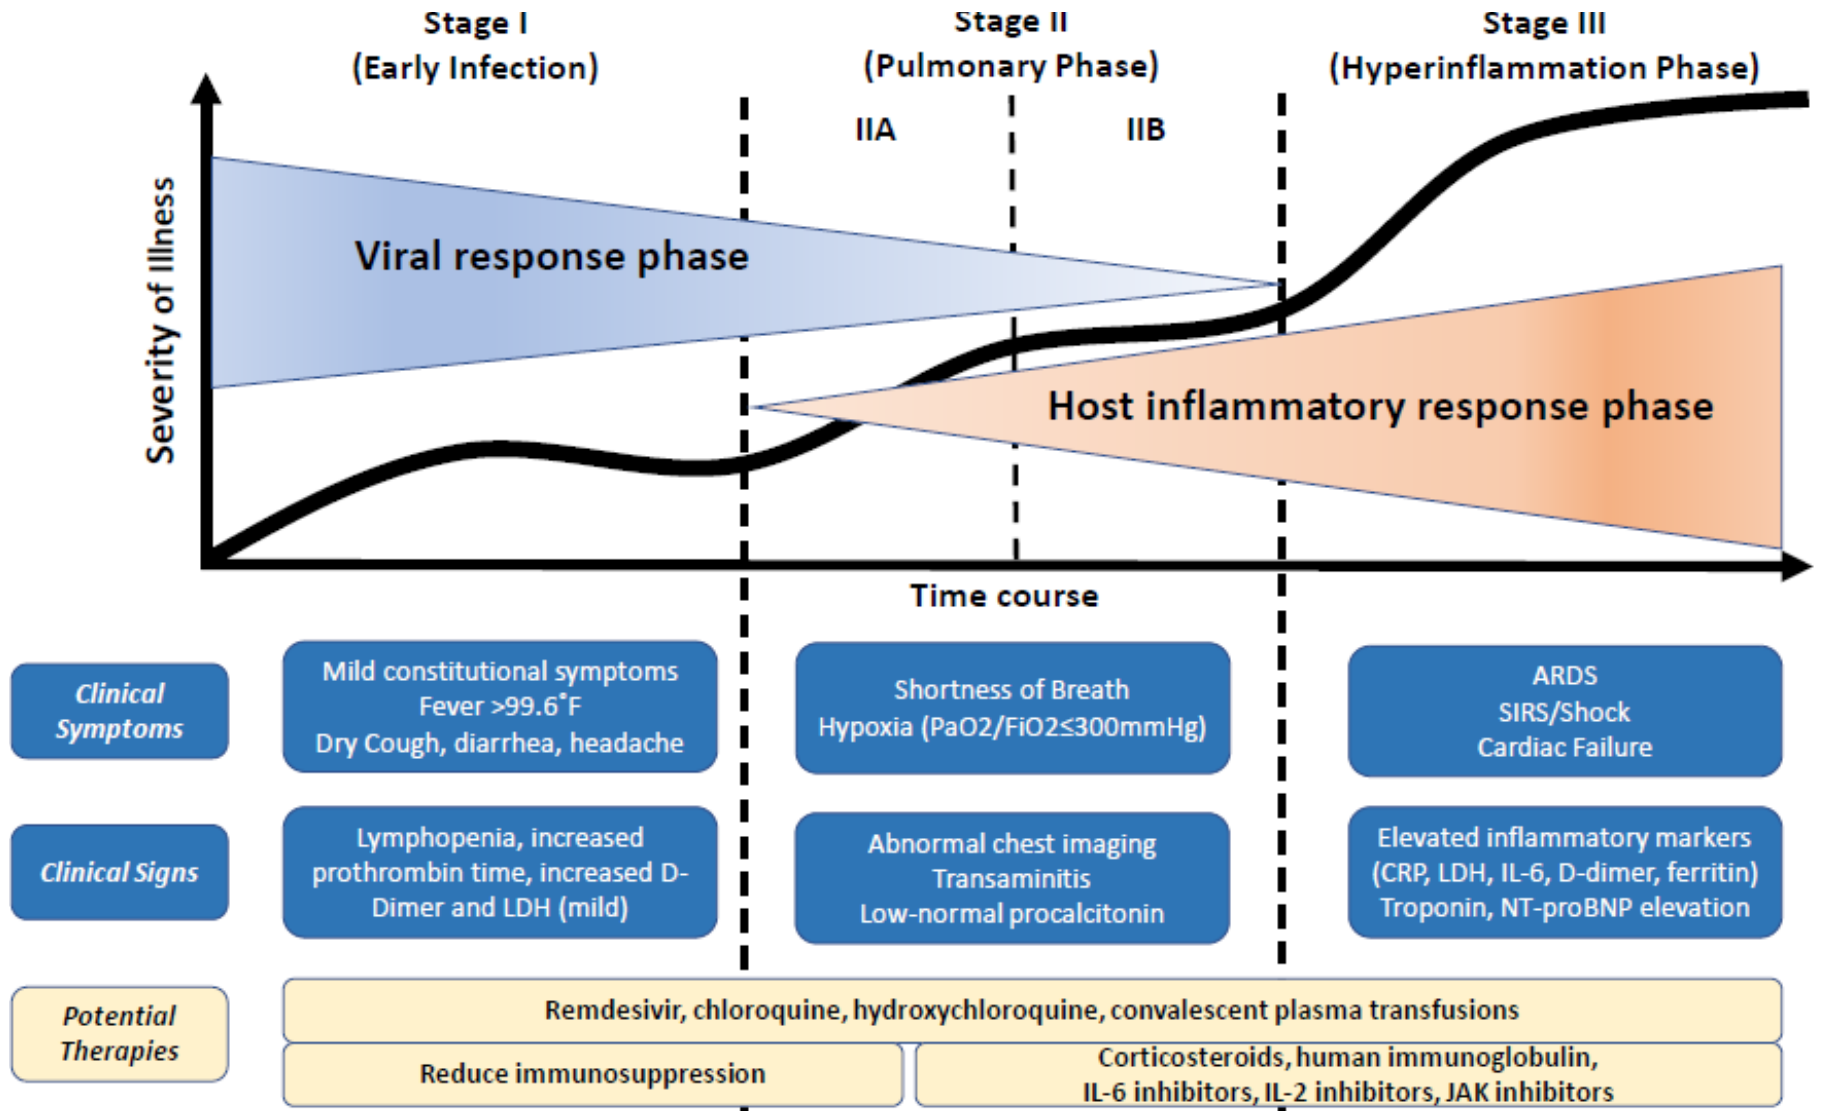 Stage I
(Early Infection)
Stage II
(Pulmonary Phase)
Stage III
(Hyperinflammation Phase)
IIA
IIB
Severity of Illness
Viral response phase
Host inflammatory response phase
Time course
Clinical
Symptoms
Mild constitutional symptoms
Fever >99.6°F
Dry Cough, diarrhea, headache
Shortness of Breath
Hypoxia (PaO2/FiO2≤300mmHg)
ARDS
SIRS/Shock
Cardiac Failure
Clinical Signs
Lymphopenia, increased
prothrombin time, increased D-
Dimer and LDH (mild)
Abnormal chest imaging
Transaminitis
Low-normal procalcitonin
Elevated inflammatory markers
(CRP, LDH, IL-6, D-dimer, ferritin)
Troponin, NT-proBNP elevation
Potential
Therapies
Remdesivir, chloroquine, hydroxychloroquine, convalescent plasma transfusions
Reduce immunosuppression
Corticosteroids, human immunoglobulin,
IL-6 inhibitors, IL-2 inhibitors, JAK inhibitors